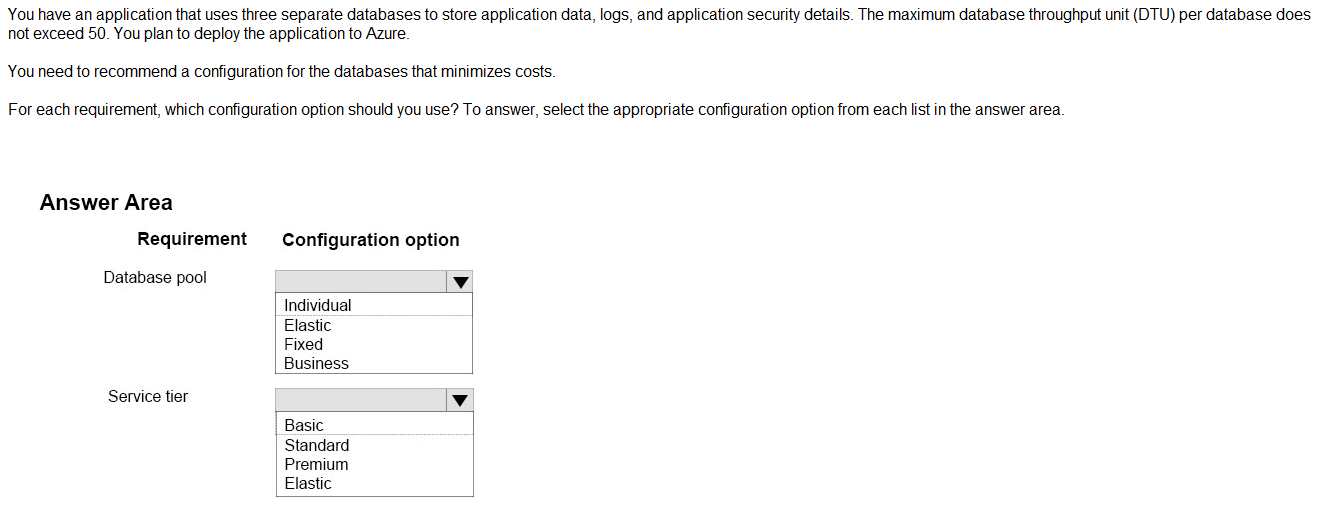 You have an application that uses three separate databases to store application data, logs, and application security details. The maximum database throughput unit (DTU) per database does
not exceed 50. You plan to deploy the application to Azure.
You need to recommend a configuration for the databases that minimizes costs.
For each requirement, which configuration option should you use? To answer, select the appropriate configuration option from each list in the answer area.
Answer Area
Requirement Configuration option
Database pool
Individual
Elastic
Fixed
Business
Service tier
Basic
Standard
Premium
Elastic